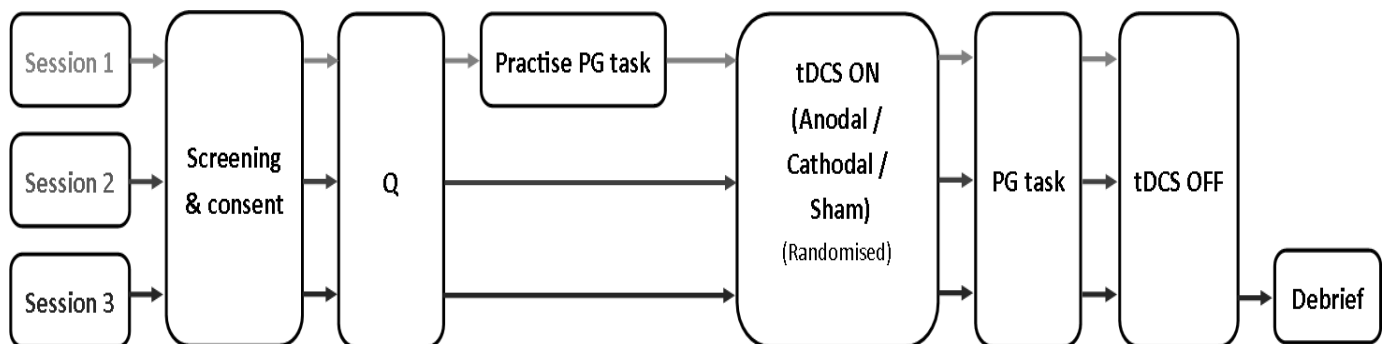 Session 1
Session 2
Session 3
Screening
& consent
Q
Practise PG task
tDCS ON
(Anodal /
Cathodal /
Sham)
(Randomised)
PG task
tDCS OFF
Debrief